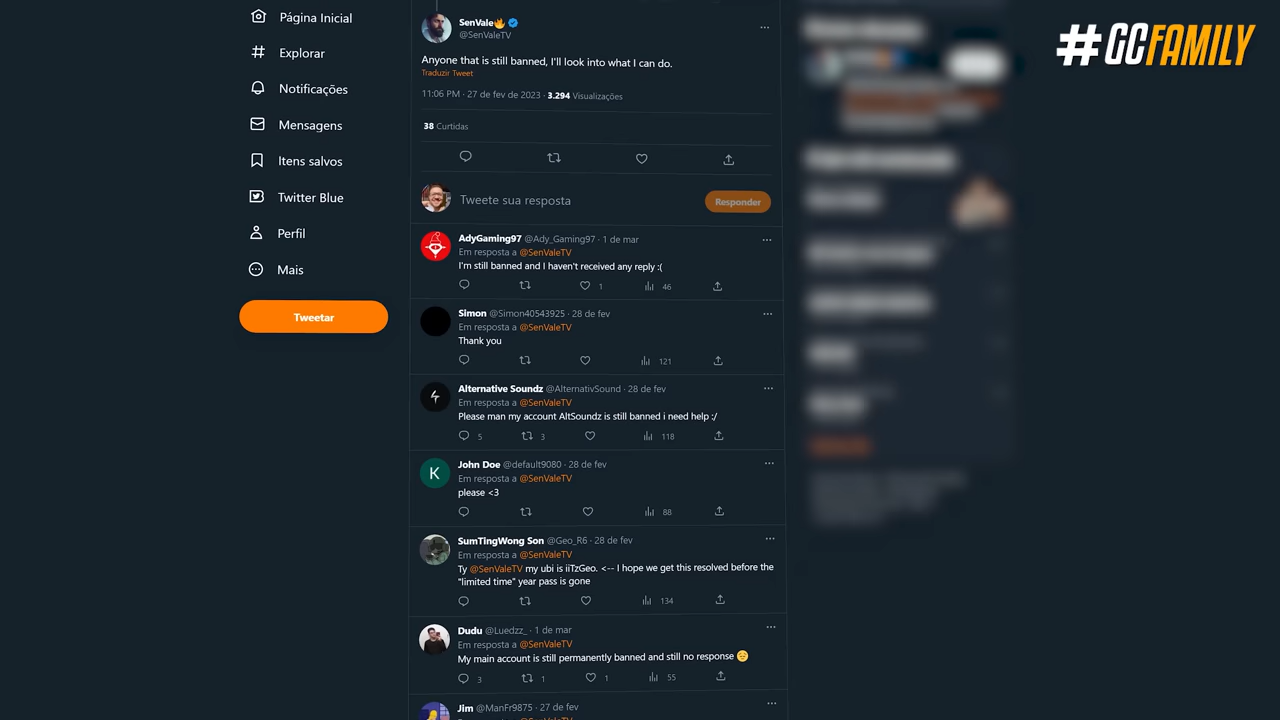 #GCFAMILY
Página Inicial
Explorar
Notificações
Mensagens
Itens salvos
Twitter Blue
Perfil
Mais
Tweetar
SenVale🔥
@SenValeTV
Anyone that is still banned, I'll look into what I can do.
Traduzir Tweet
11:06 PM · 27 de fev de 2023 · 3.294 Visualizações
38 Curtidas
Tweete sua resposta
Responder
AdyGaming97 @Ady_Gaming97 · 1 de mar
Em resposta a @SenValeTV
I'm still banned and I haven't received any reply :(
1 46
Simon @Simon40543925 · 28 de fev
Em resposta a @SenValeTV
Thank you
121
Alternative Soundz @AlternativSound · 28 de fev
Em resposta a @SenValeTV
Please man my account AltSoundz is still banned i need help :/
5 3 118
K
John Doe @default9080 · 28 de fev
Em resposta a @SenValeTV
please <3
88
SumTingWong Son @Geo_R6 · 28 de fev
Em resposta a @SenValeTV
Ty @SenValeTV my ubi is iiTzGeo. <-- I hope we get this resolved before the
"limited time" year pass is gone
134
Dudu @Luedzz_ · 1 de mar
Em resposta a @SenValeTV
My main account is still permanently banned and still no response 😔
3 1 1 55
Jim @ManFr9875 · 27 de fev